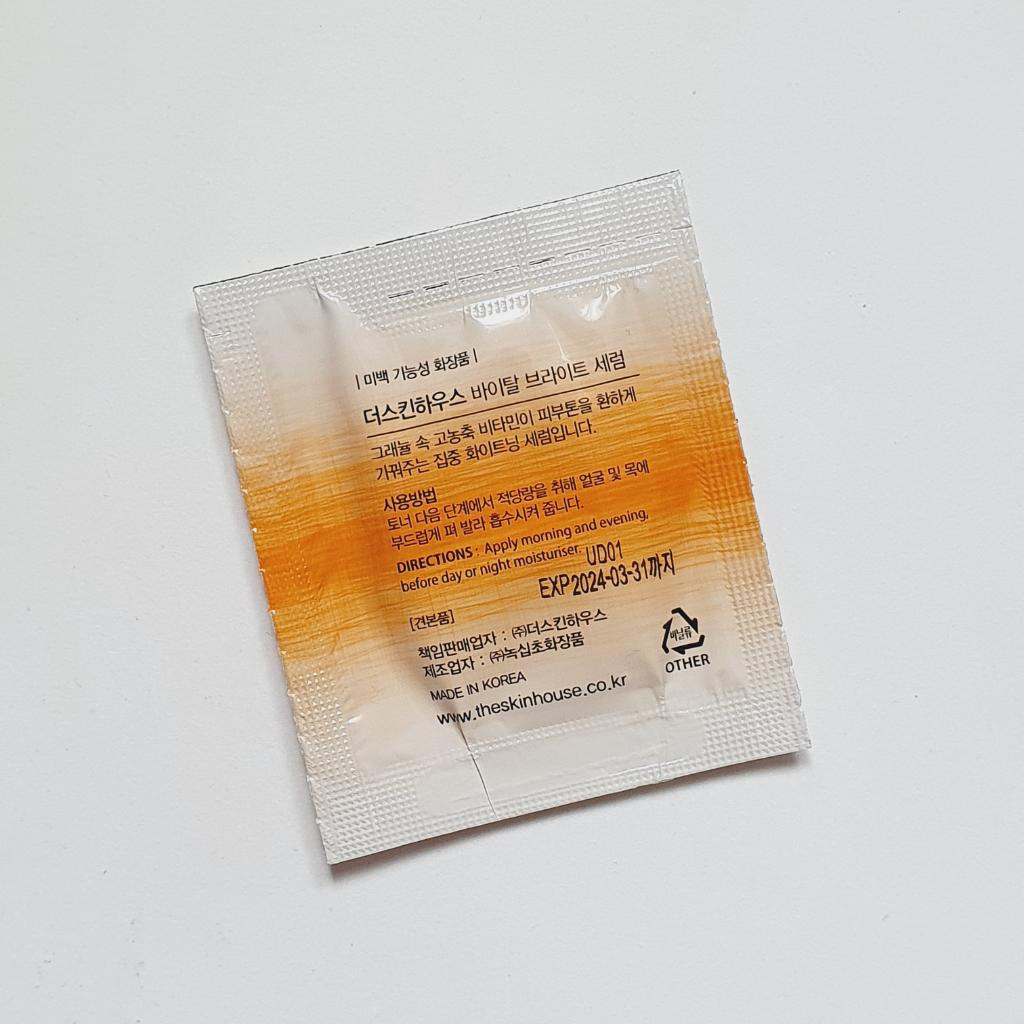 | 미백 기능성 화장품 |
더스킨하우스 바이탈 브라이트 세럼
그래뉼 속 고농축 비타민이 피부톤을 환하게
가꿔주는 집중 화이트닝 세럼입니다.
사용방법
토너 다음 단계에서 적당량을 취해 얼굴 및 목에
부드럽게 펴 발라 흡수시켜 줍니다.
DIRECTIONS : Apply morning and evening,
before day or night moisturiser.
UD01
EXP2024-03-31까지
[견본품]
책임판매업자 : ㈜더스킨하우스
제조업자 : ㈜녹십초화장품
MADE IN KOREA
www.theskinhouse.co.kr
비닐류
OTHER